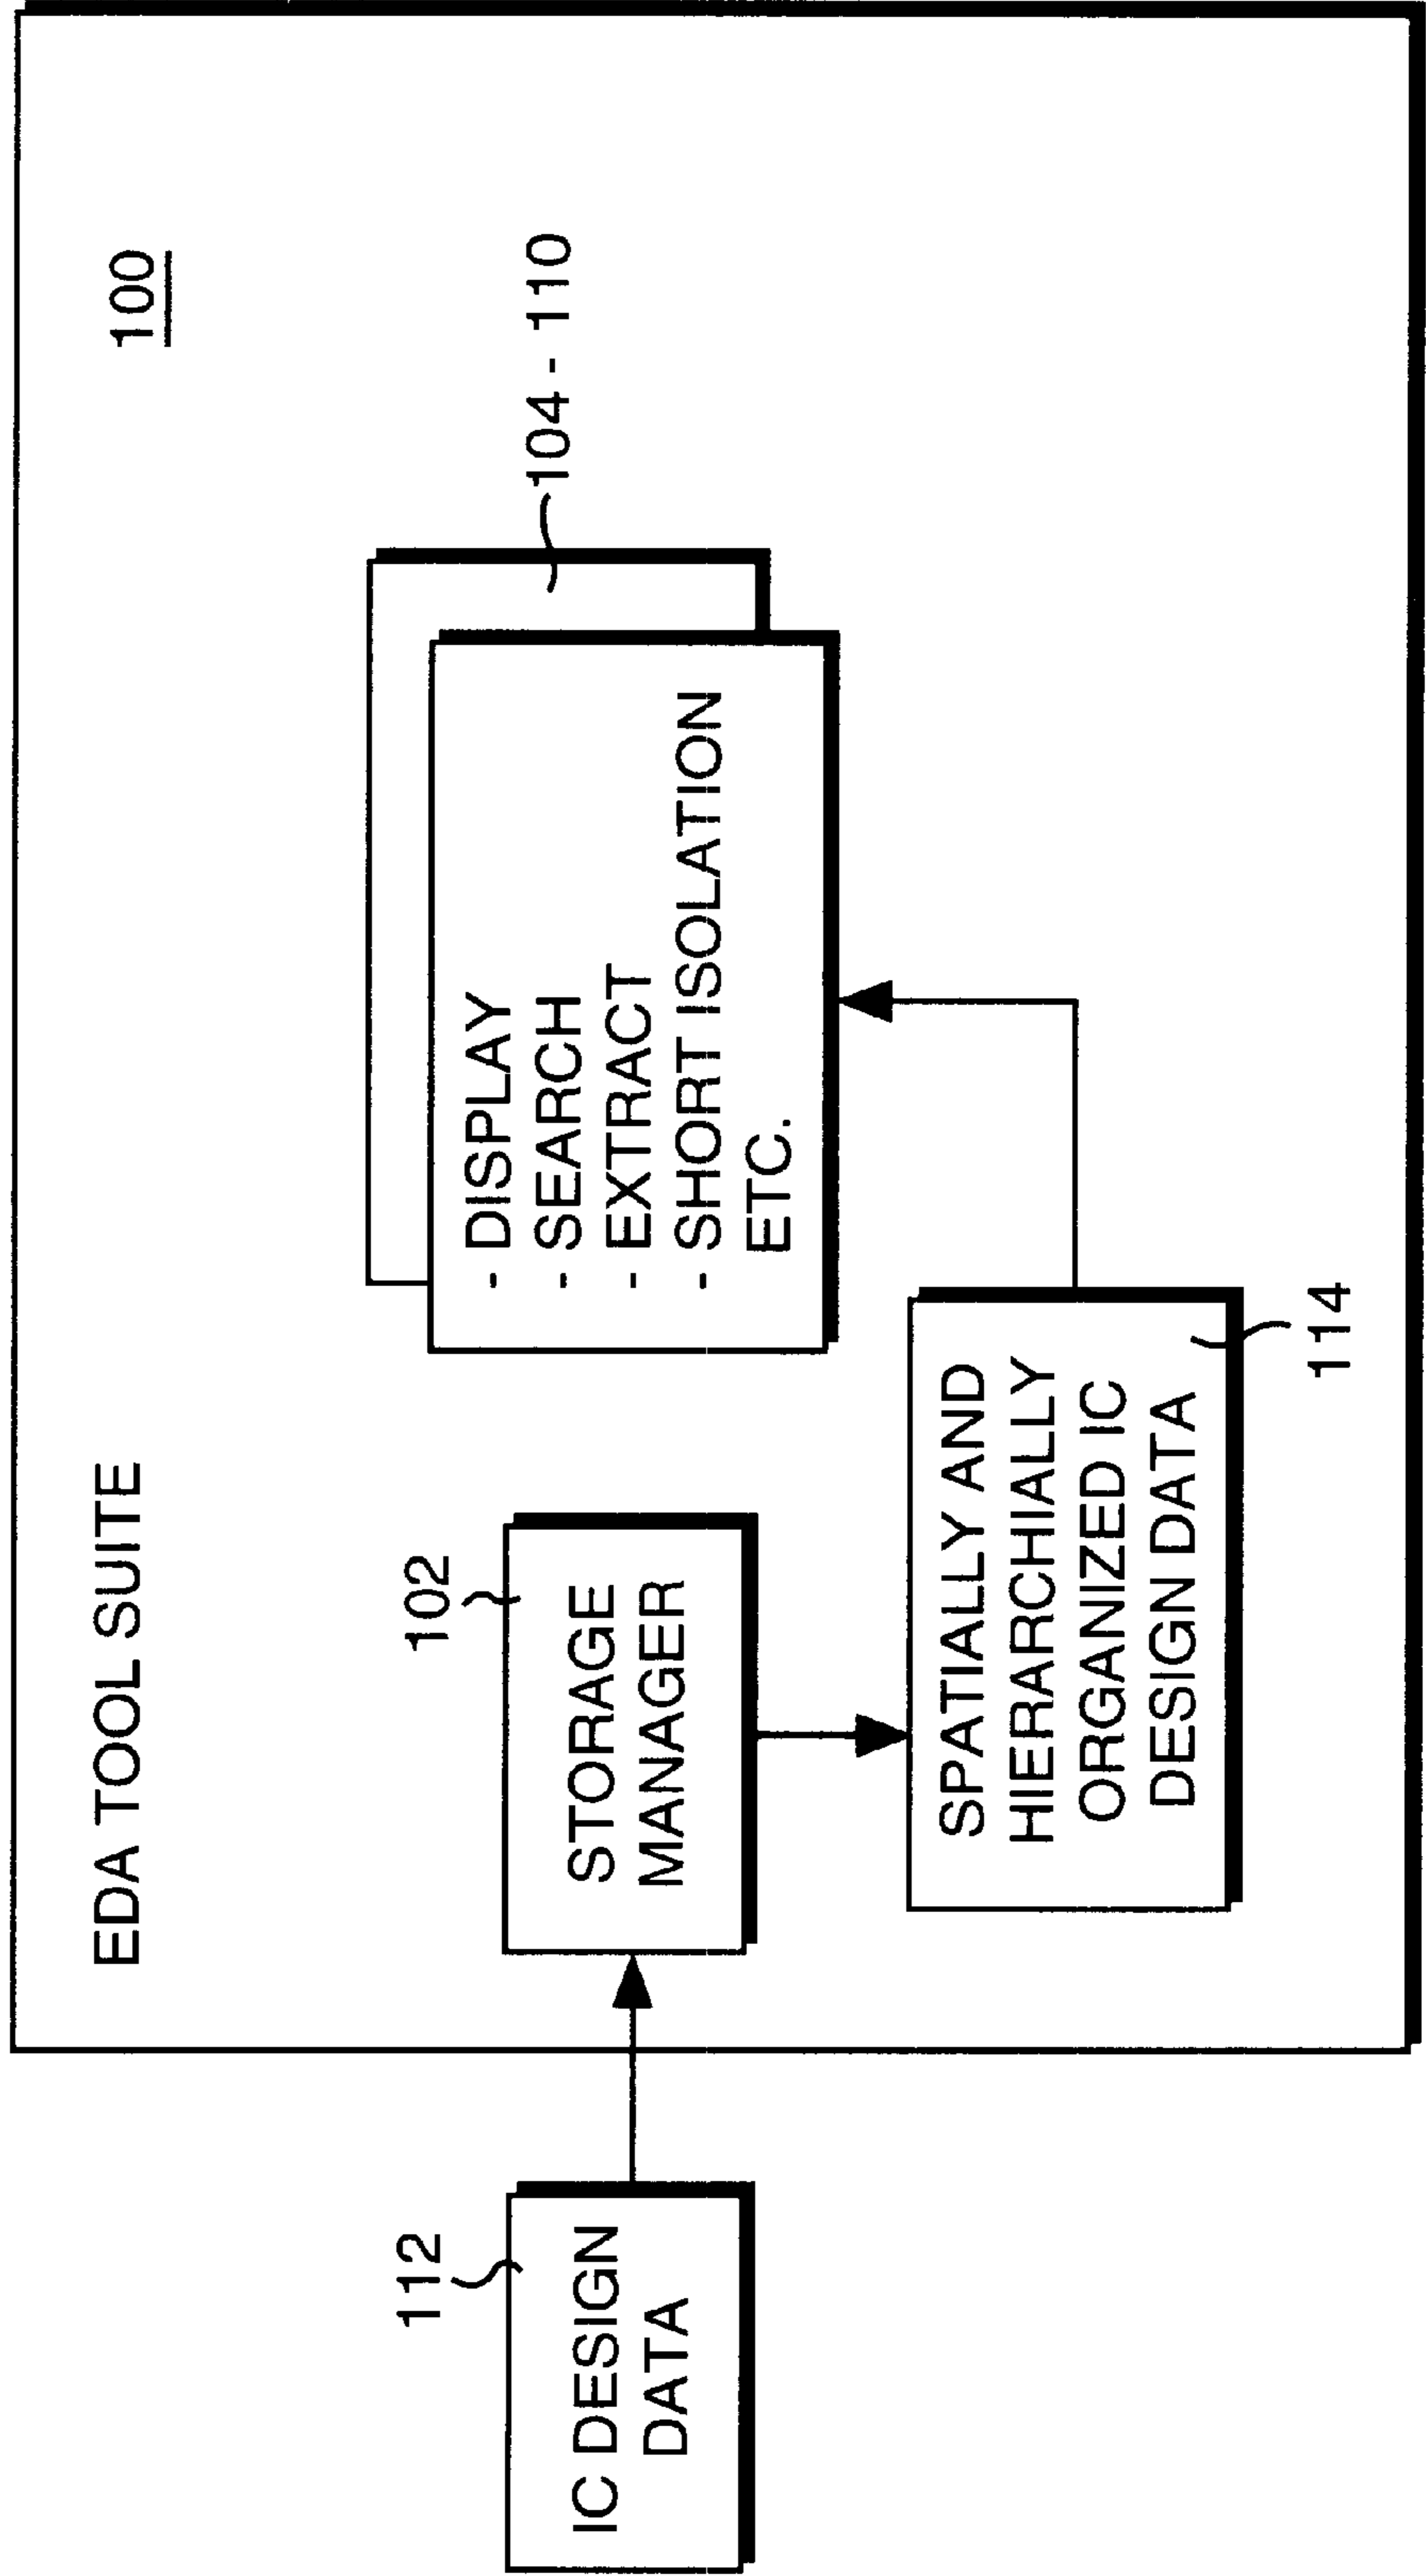 EDA TOOL SUITE
100
112
IC DESIGN
DATA
102
STORAGE
MANAGER
104 - 110
- DISPLAY
- SEARCH
- EXTRACT
- SHORT ISOLATION
ETC.
SPATIALLY AND
HIERARCHIALLY
ORGANIZED IC
DESIGN DATA
114